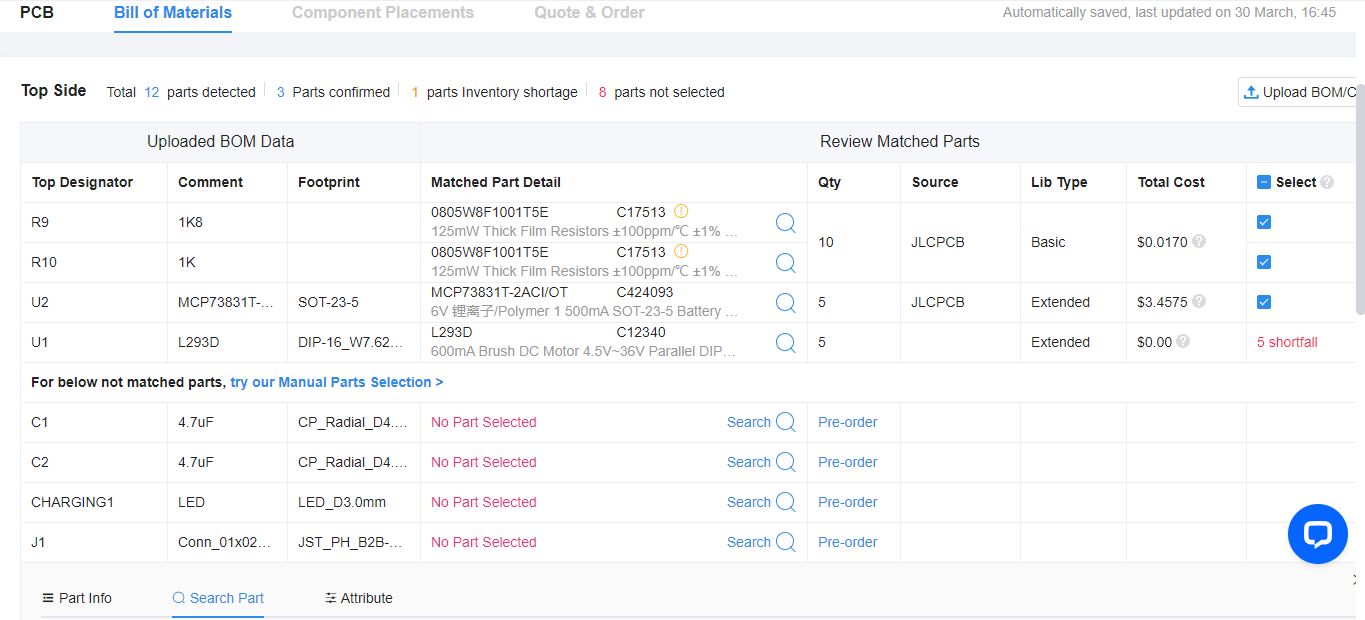 PCB Bill of Materials Component Placements Quote & Order Automatically saved, last updated on 30 March, 16:45
Top Side Total 12 parts detected 3 Parts confirmed 1 parts Inventory shortage 8 parts not selected Upload BOM/C
Uploaded BOM Data Review Matched Parts
Top Designator Comment Footprint Matched Part Detail Qty Source Lib Type Total Cost Select
R9 1K8 0805W8F1001T5E C17513
125mW Thick Film Resistors ±100ppm/℃ ±1% ...
10 JLCPCB Basic $0.0170
R10 1K 0805W8F1001T5E C17513
125mW Thick Film Resistors ±100ppm/℃ ±1% ...
U2 MCP73831T-... SOT-23-5 MCP73831T-2ACI/OT C424093 5 JLCPCB Extended $3.4575
6V 锂离子/Polymer 1 500mA SOT-23-5 Battery ...
U1 L293D DIP-16_W7.62... L293D C12340 5 Extended $0.00 5 shortfall
600mA Brush DC Motor 4.5V~36V Parallel DIP...
For below not matched parts, try our Manual Parts Selection >
C1 4.7uF CP_Radial_D4.... No Part Selected Search Pre-order
C2 4.7uF CP_Radial_D4.... No Part Selected Search Pre-order
CHARGING1 LED LED_D3.0mm No Part Selected Search Pre-order
J1 Conn_01x02... JST_PH_B2B-... No Part Selected Search Pre-order
Part Info Search Part Attribute